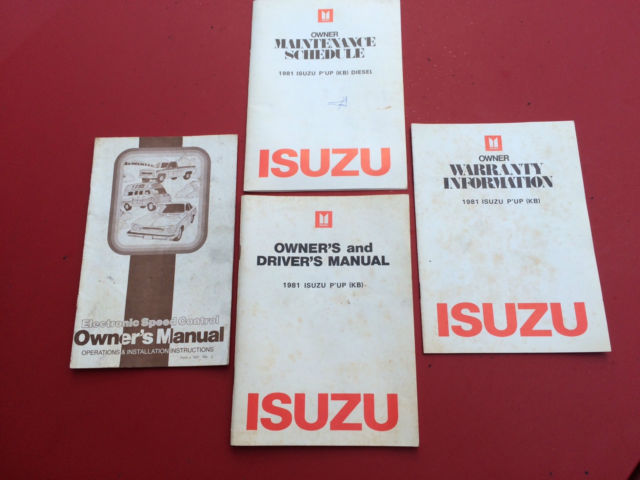 OWNER
MAINTENANCE
SCHEDULE
1981 ISUZU P'UP (KB) DIESEL
ISUZU
Electronic Speed Control
Owner's Manual
OPERATIONS & INSTALLATION INSTRUCTIONS
OWNER'S and
DRIVER'S MANUAL
1981 ISUZU P'UP (KB)
ISUZU
OWNER
WARRANTY
INFORMATION
1981 ISUZU P'UP (KB)
ISUZU